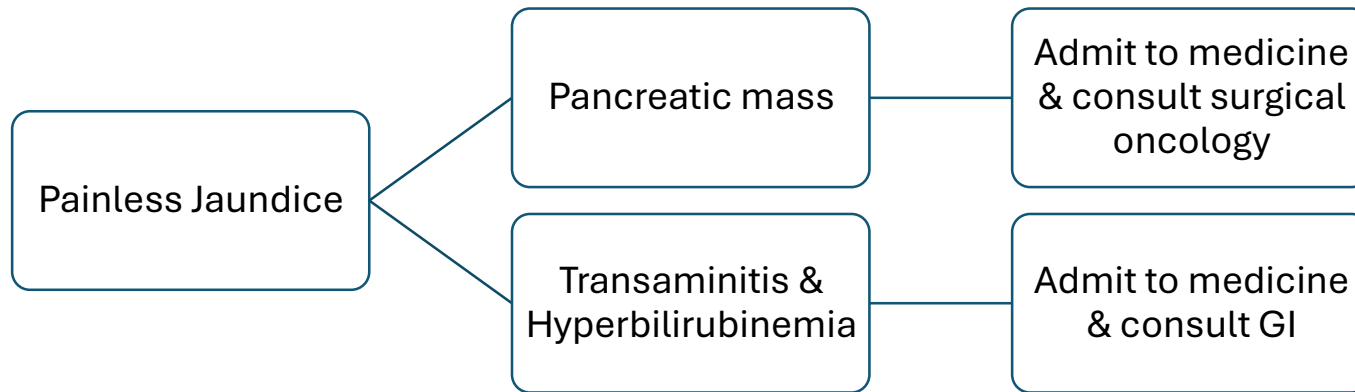 Painless Jaundice
Pancreatic mass
Admit to medicine
& consult surgical
oncology
Transaminitis &
Hyperbilirubinemia
Admit to medicine
& consult GI